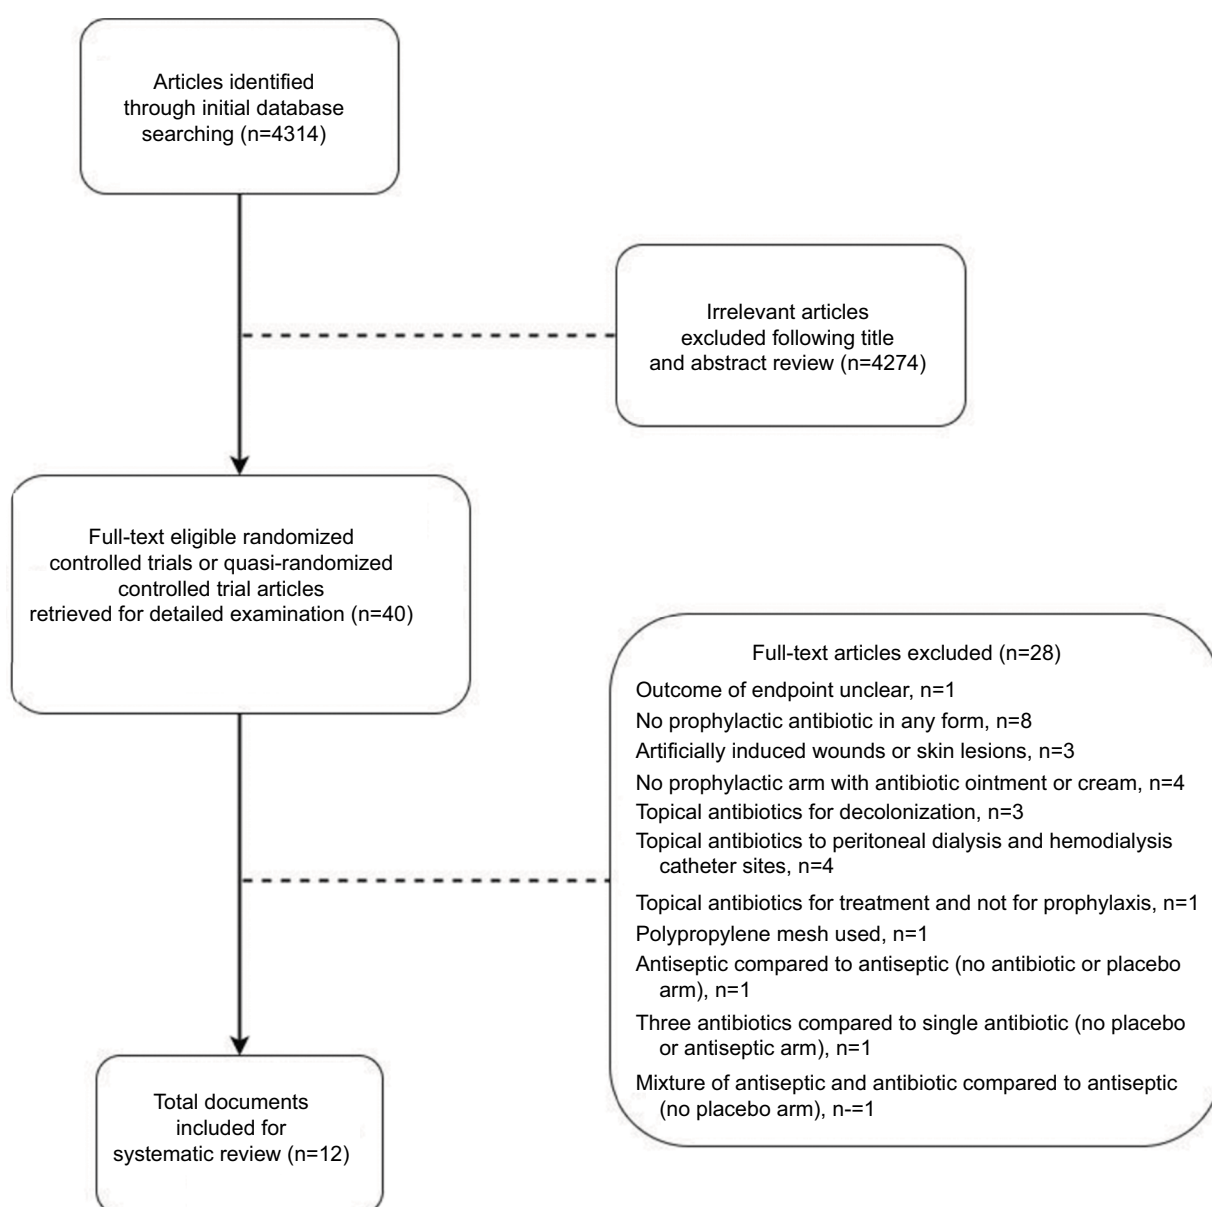 Articles identified
through initial database
searching (n=4314)
Irrelevant articles
excluded following title
and abstract review (n=4274)
Full-text eligible randomized
controlled trials or quasi-randomized
controlled trial articles
retrieved for detailed examination (n=40)
Full-text articles excluded (n=28)
Outcome of endpoint unclear, n=1
No prophylactic antibiotic in any form, n=8
Artificially induced wounds or skin lesions, n=3
No prophylactic arm with antibiotic ointment or cream, n=4
Topical antibiotics for decolonization, n=3
Topical antibiotics to peritoneal dialysis and hemodialysis
catheter sites, n=4
Topical antibiotics for treatment and not for prophylaxis, n=1
Polypropylene mesh used, n=1
Antiseptic compared to antiseptic (no antibiotic or placebo
arm), n=1
Three antibiotics compared to single antibiotic (no placebo
or antiseptic arm), n=1
Mixture of antiseptic and antibiotic compared to antiseptic
(no placebo arm), n-=1
Total documents
included for
systematic review (n=12)